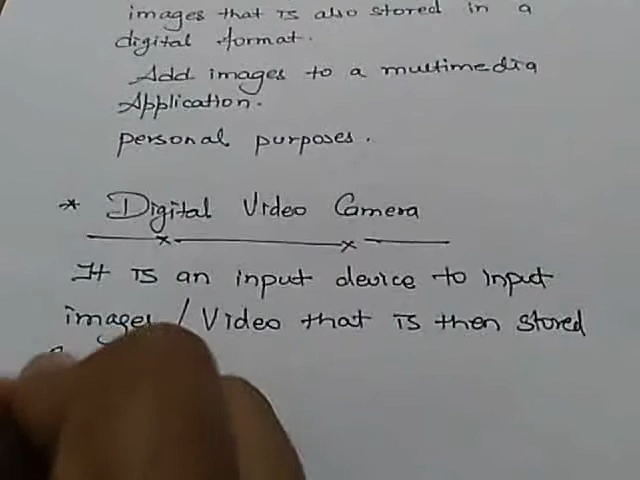 images that is also stored in a
digital format.
Add images to a multimedia
Application.
personal purposes.
* Digital Video Camera
It is an input device to input
images / Video that is then stored